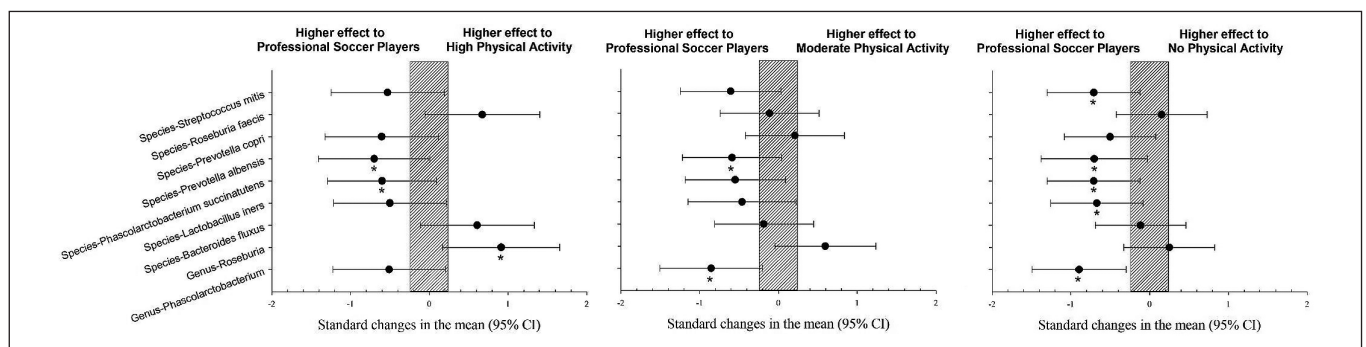 Higher effect to
Professional Soccer Players
Higher effect to
High Physical Activity
Higher effect to
Professional Soccer Players
Higher effect to
Moderate Physical Activity
Higher effect to
Professional Soccer Players
Higher effect to
No Physical Activity
Species-Streptococcus mitis
Species-Roseburia faecis
Species-Prevotella copri
Species-Prevotella albensis
Species-Phascolarctobacterium succinatutens
Species-Lactobacillus iners
Species-Bacteroides fluxus
Genus-Roseburia
Genus-Phascolarctobacterium
*
*
*
*
*
*
*
*
*
*
-2 -1 0 1 2
-2 -1 0 1 2
-2 -1 0 1 2
Standard changes in the mean (95% CI)
Standard changes in the mean (95% CI)
Standard changes in the mean (95% CI)